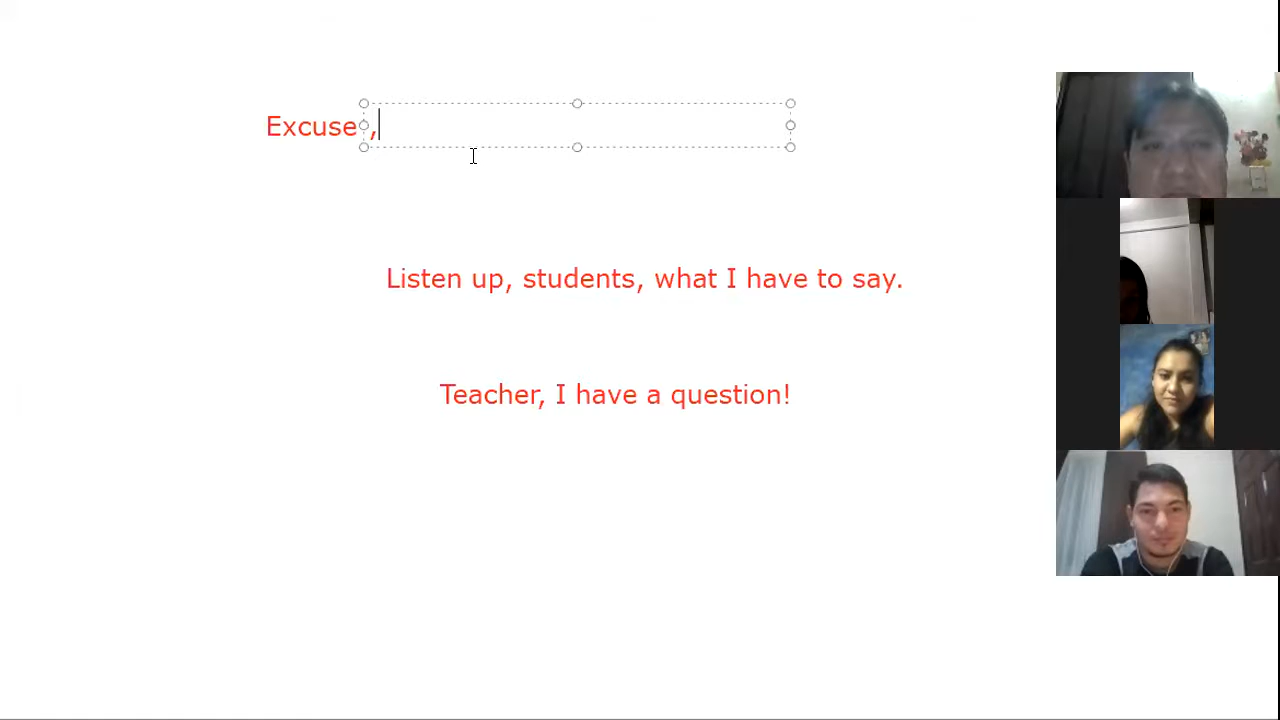 Excuse ,
Listen up, students, what I have to say.
Teacher, I have a question!